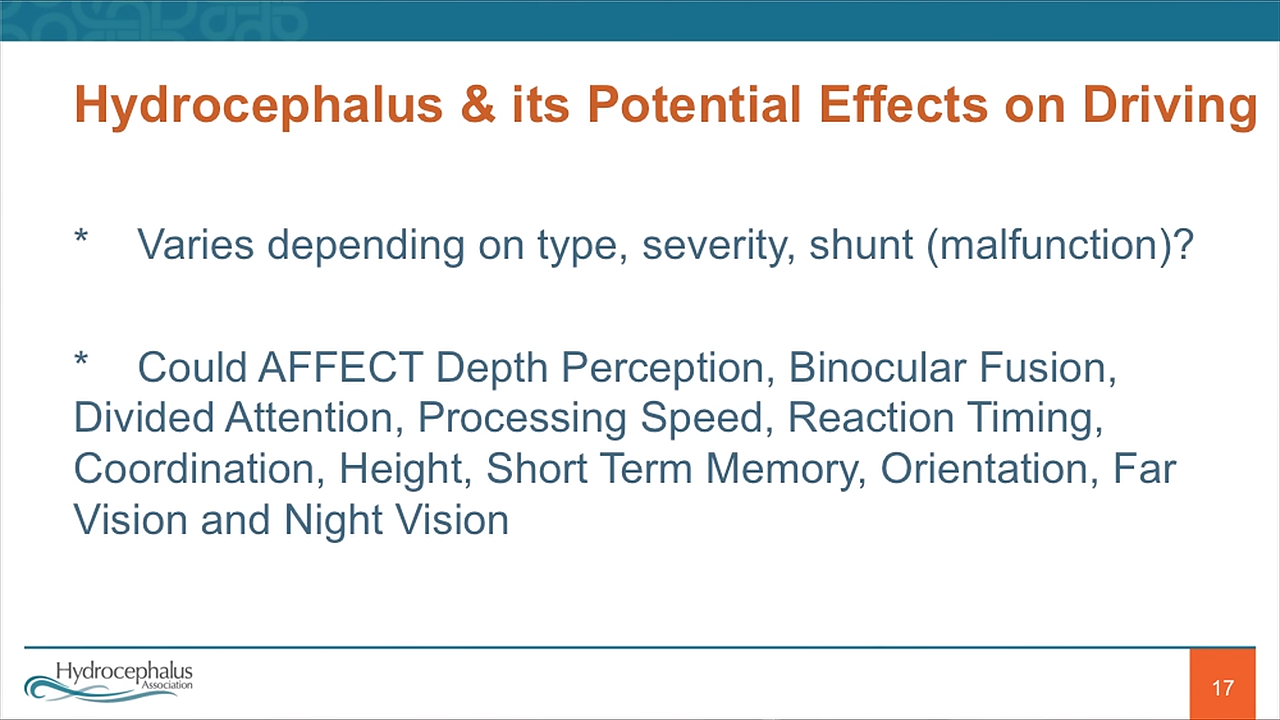 Hydrocephalus & its Potential Effects on Driving
* Varies depending on type, severity, shunt (malfunction)?
* Could AFFECT Depth Perception, Binocular Fusion,
Divided Attention, Processing Speed, Reaction Timing,
Coordination, Height, Short Term Memory, Orientation, Far
Vision and Night Vision
Hydrocephalus
Association
17